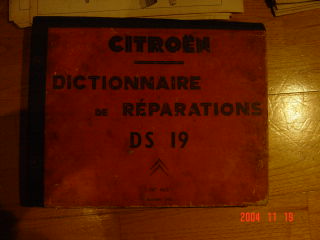 CITROËN
DICTIONNAIRE
DE RÉPARATIONS
DS 19
2004 11 19